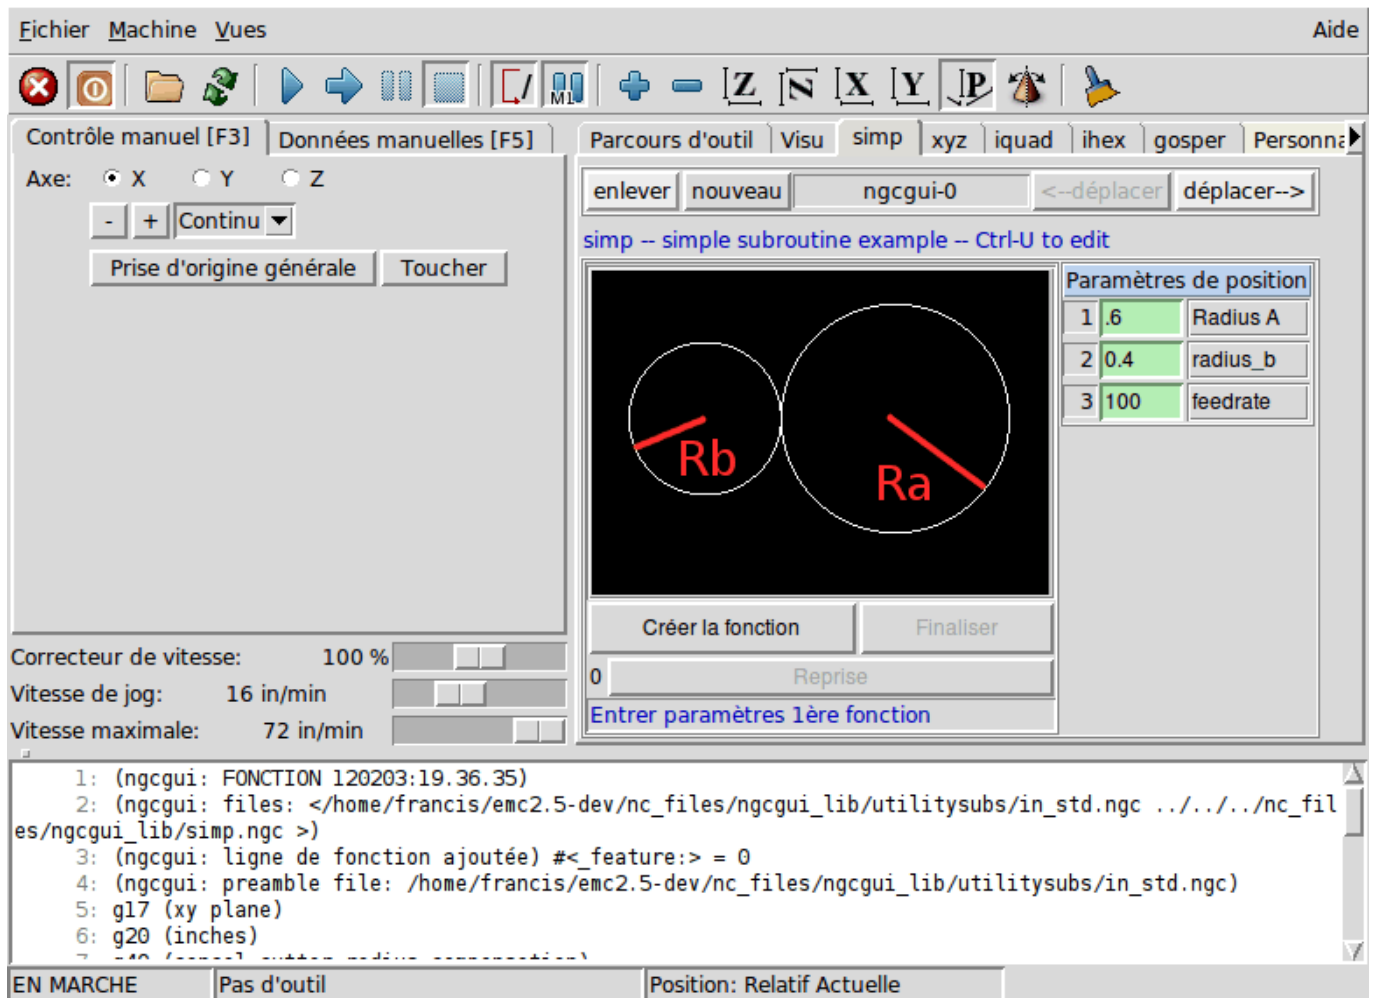 Fichier Machine Vues Aide
M1 Z N X Y P
Contrôle manuel [F3] Données manuelles [F5]
Parcours d'outil Visu simp xyz iquad ihex gosper Personna
Axe: X Y Z
- + Continu
Prise d'origine générale Toucher
enlever nouveau ngcgui-0 <--déplacer déplacer-->
simp -- simple subroutine example -- Ctrl-U to edit
Rb
Ra
Paramètres de position
1 .6 Radius A
2 0.4 radius_b
3 100 feedrate
Créer la fonction Finaliser
0 Reprise
Entrer paramètres 1ère fonction
Correcteur de vitesse: 100 %
Vitesse de jog: 16 in/min
Vitesse maximale: 72 in/min
1: (ngcgui: FONCTION 120203:19.36.35)
2: (ngcgui: files: </home/francis/emc2.5-dev/nc_files/ngcgui_lib/utilitysubs/in_std.ngc ../../../nc_fil
es/ngcgui_lib/simp.ngc >)
3: (ngcgui: ligne de fonction ajoutée) #<_feature:> = 0
4: (ngcgui: preamble file: /home/francis/emc2.5-dev/nc_files/ngcgui_lib/utilitysubs/in_std.ngc)
5: g17 (xy plane)
6: g20 (inches)
7: g40 (cancel cutter radius compensation)
EN MARCHE Pas d'outil Position: Relatif Actuelle